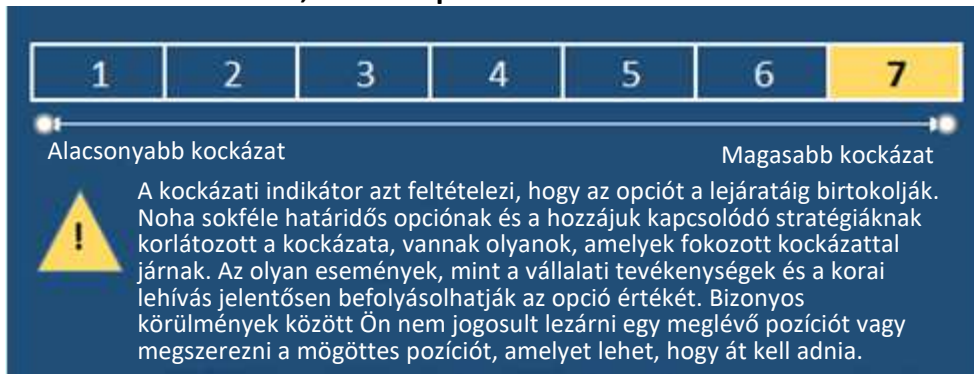 1 2 3 4 5 6 7
Alacsonyabb kockázat Magasabb kockázat
A kockázati indikátor azt feltételezi, hogy az opciót a lejáratáig birtokolják.
Noha sokféle határidős opciónak és a hozzájuk kapcsolódó stratégiáknak
korlátozott a kockázata, vannak olyanok, amelyek fokozott kockázattal
járnak. Az olyan események, mint a vállalati tevékenységek és a korai
lehívás jelentősen befolyásolhatják az opció értékét. Bizonyos
körülmények között Ön nem jogosult lezárni egy meglévő pozíciót vagy
megszerezni a mögöttes pozíciót, amelyet lehet, hogy át kell adnia.
!